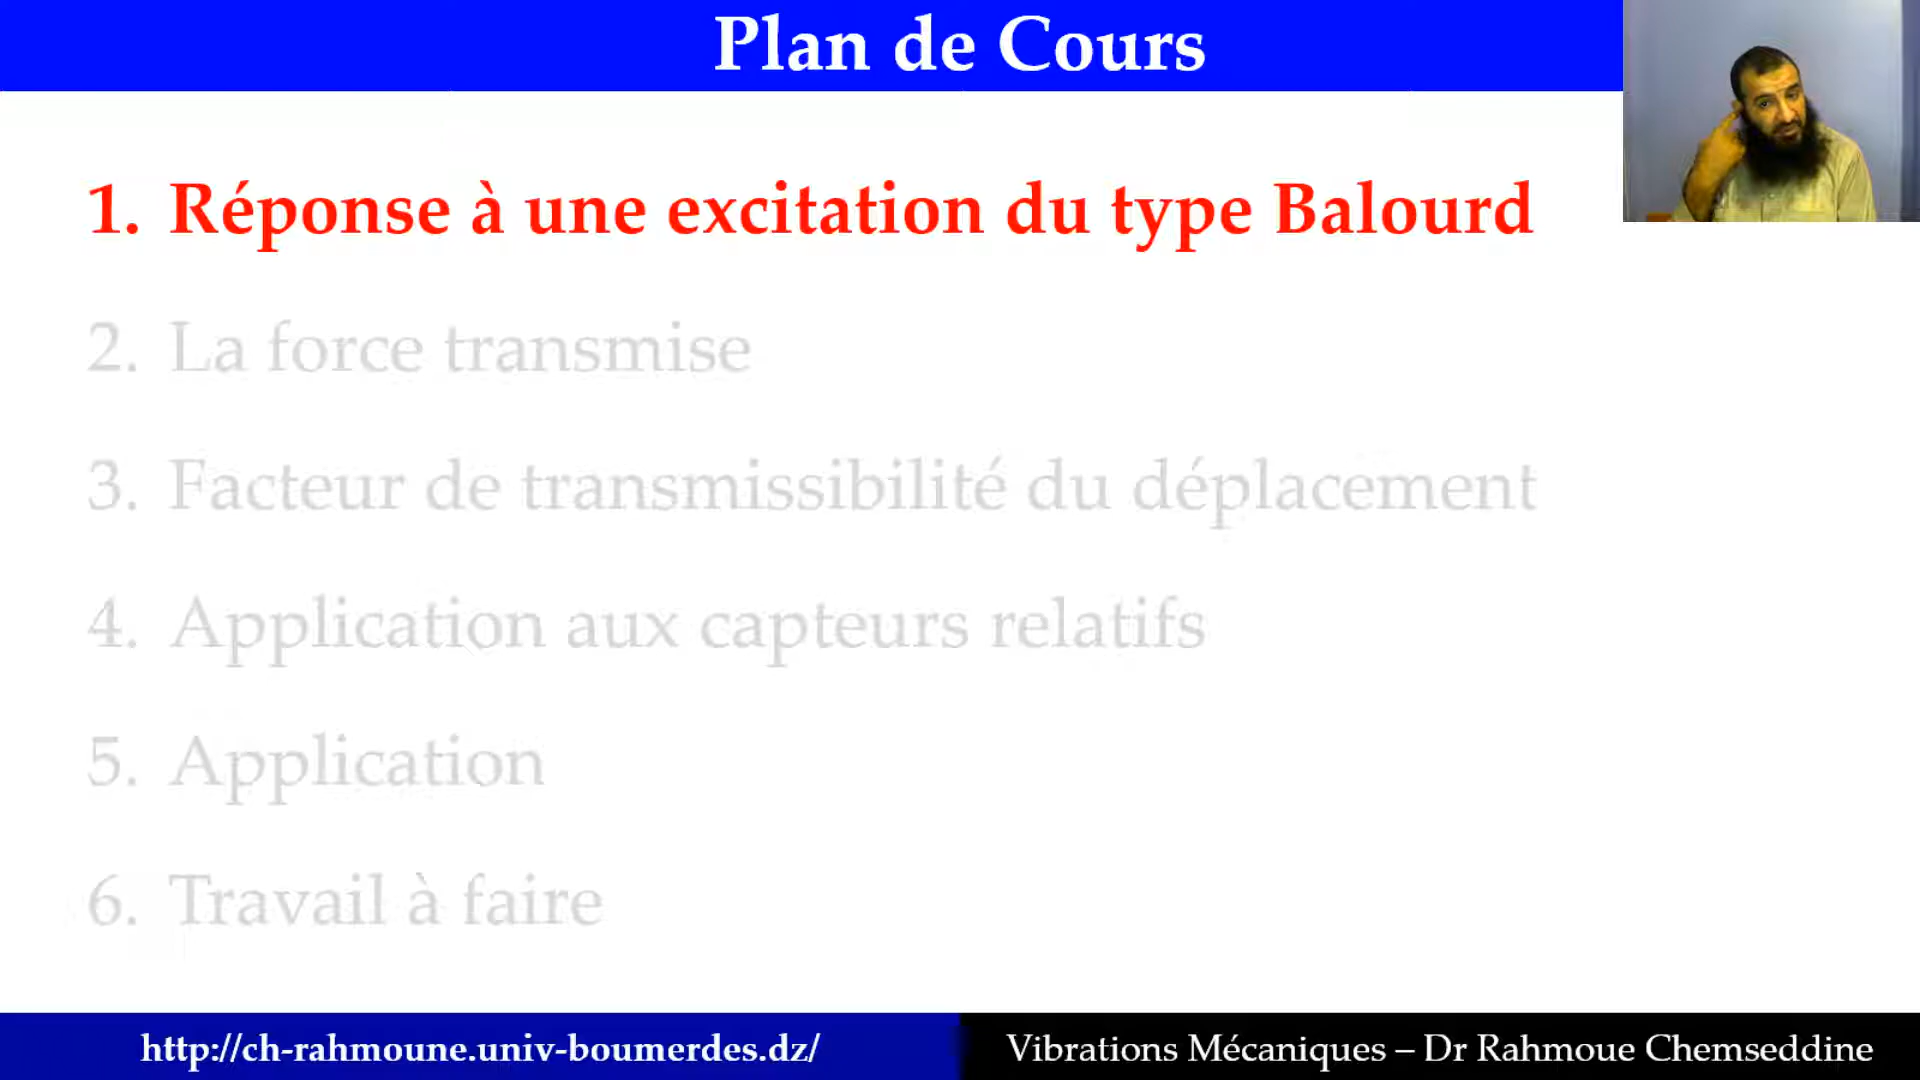 Plan de Cours
1. Réponse à une excitation du type Balourd
2. La force transmise
3. Facteur de transmissibilité du déplacement
4. Application aux capteurs relatifs
5. Application
6. Travail à faire
http://ch-rahmoune.univ-boumerdes.dz/
Vibrations Mécaniques – Dr Rahmoue Chemseddine